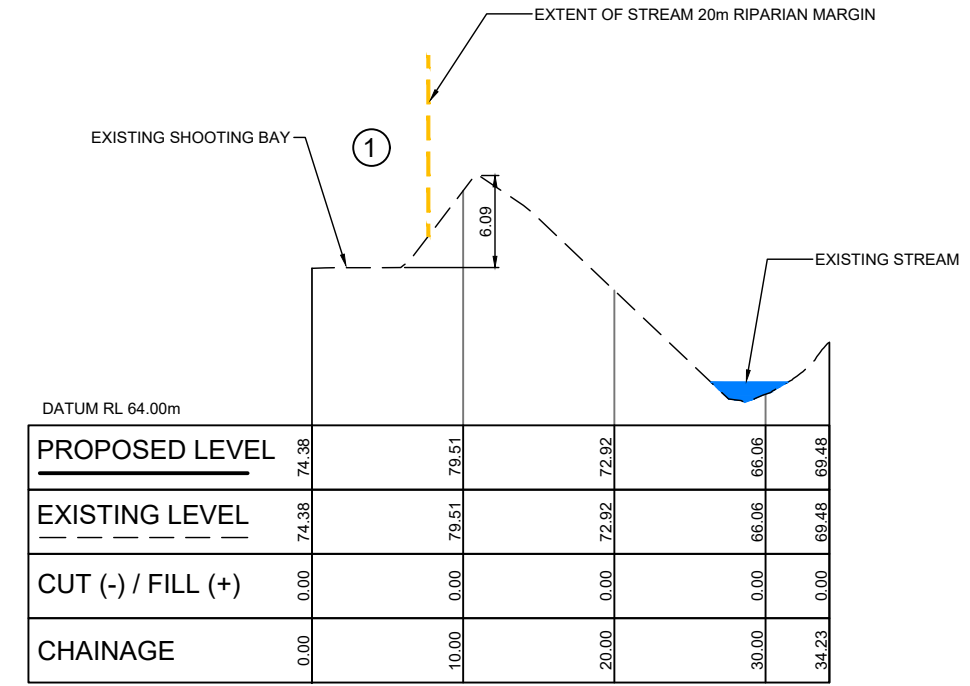 EXTENT OF STREAM 20m RIPARIAN MARGIN
EXISTING SHOOTING BAY
1
6.09
EXISTING STREAM
DATUM RL 64.00m
PROPOSED LEVEL 74.38 79.51 72.92 66.06 69.48
EXISTING LEVEL 74.38 79.51 72.92 66.06 69.48
CUT (-) / FILL (+) 0.00 0.00 0.00 0.00 0.00
CHAINAGE 0.00 10.00 20.00 30.00 34.23